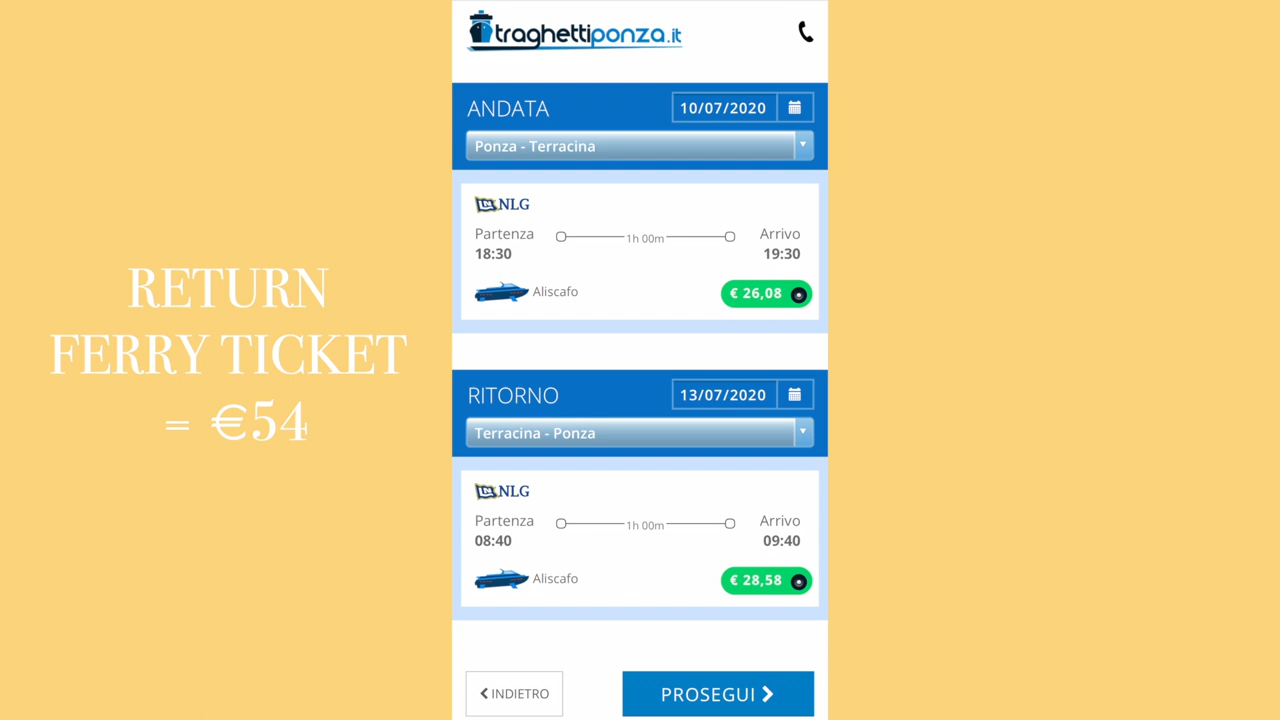 RETURN
FERRY TICKET
= €54
traghettiponza.it
ANDATA
10/07/2020
Ponza - Terracina
NLG
Partenza
1h 00m
Arrivo
18:30
19:30
Aliscafo
€ 26,08
RITORNO
13/07/2020
Terracina - Ponza
NLG
Partenza
1h 00m
Arrivo
08:40
09:40
Aliscafo
€ 28,58
INDIETRO
PROSEGUI